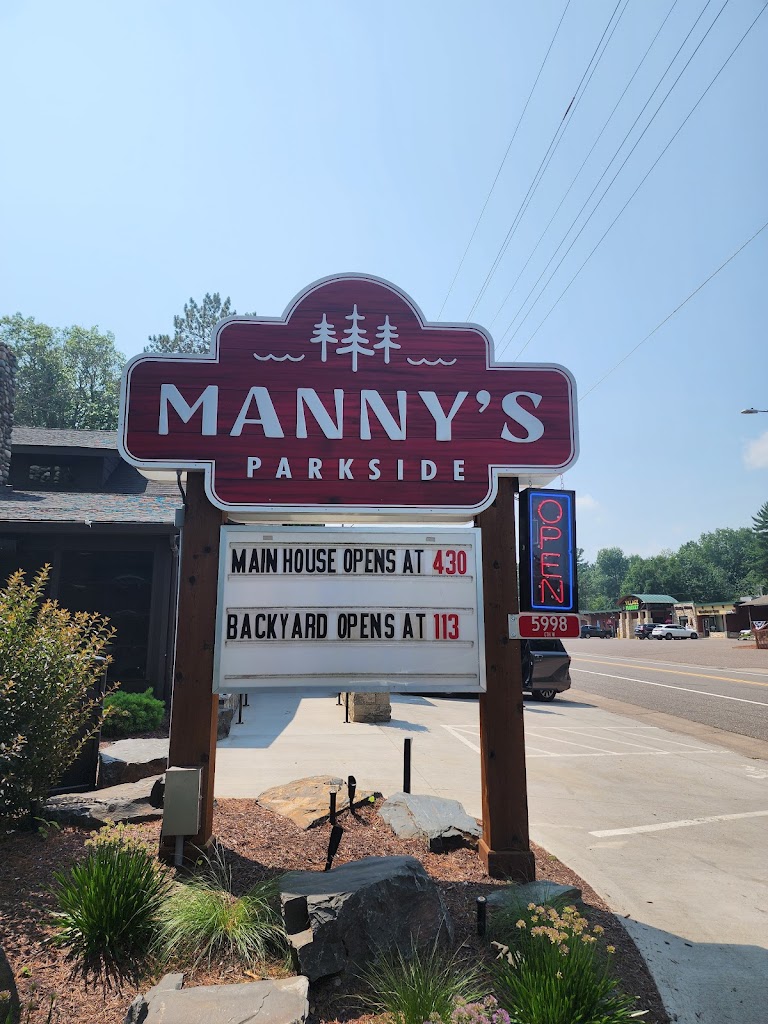 MANNY'S
PARKSIDE
MAIN HOUSE OPENS AT 430
BACKYARD OPENS AT 113
OPEN
5998